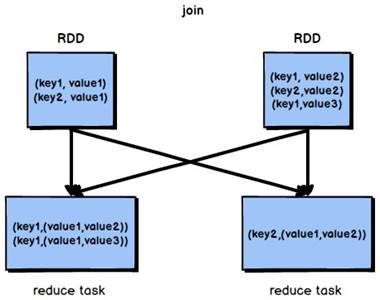 join
RDD
RDD
(key1, value1)
(key2, value1)
(key1, value2)
(key2,value2)
(key1,value3)
(key1,(value1,value2))
(key1,(value1,value3))
(key2,(value1,value2))
reduce task
reduce task